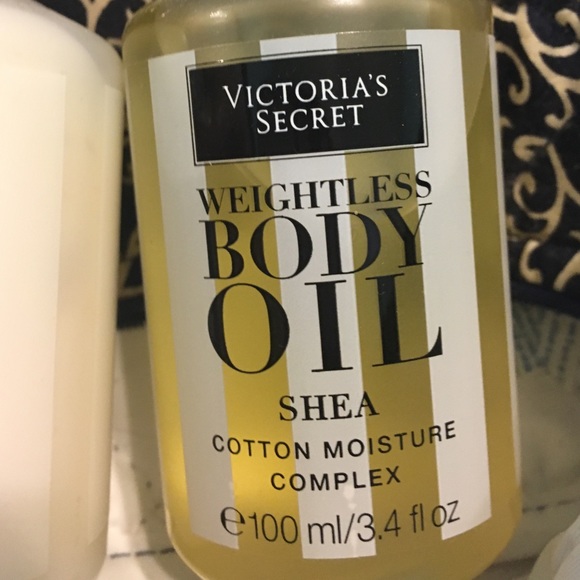 VICTORIA'S
SECRET
WEIGHTLESS
BODY
OIL
SHEA
COTTON MOISTURE
COMPLEX
℮100 ml/3.4 fl oz